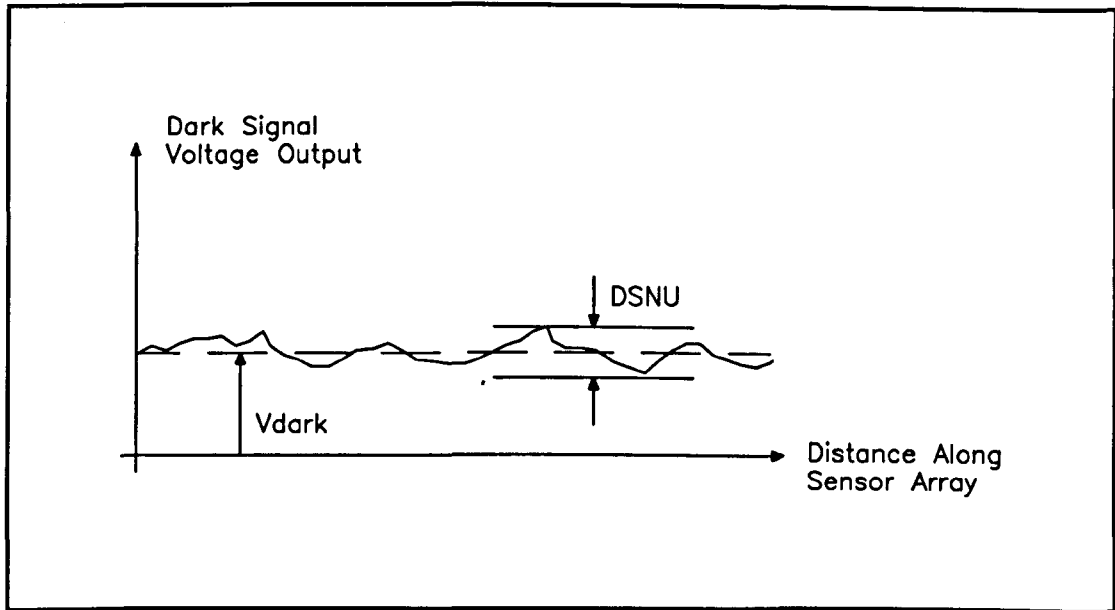 Dark Signal
Voltage Output
DSNU
Vdark
Distance Along
Sensor Array